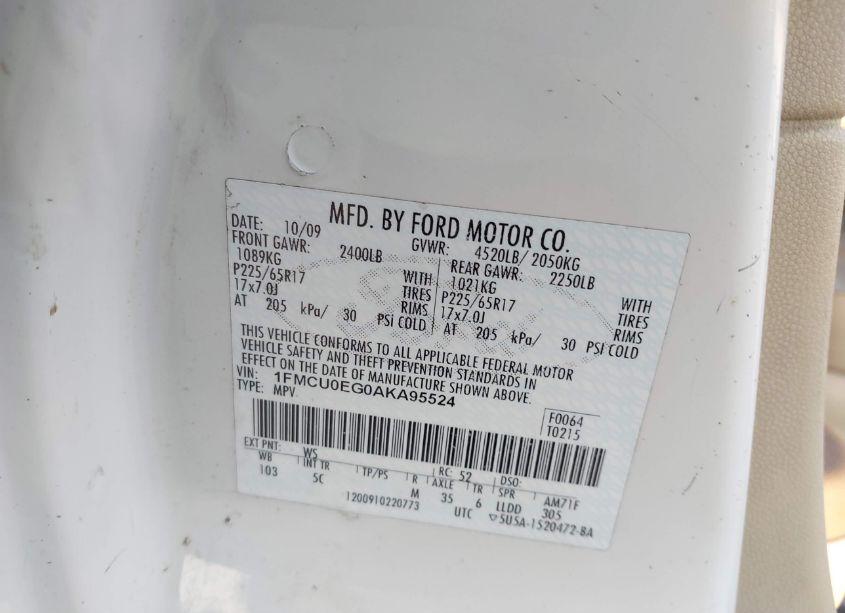 MFD. BY FORD MOTOR CO.
DATE: 10/09 GVWR: 4520LB/ 2050KG
FRONT GAWR: 2400LB REAR GAWR: 2250LB
1089KG WITH 1021KG WITH
P225/65R17 TIRES P225/65R17 TIRES
17x7.0J RIMS 17x7.0J RIMS
AT 205 kPa/ 30 PSI COLD AT 205 kPa/ 30 PSI COLD
THIS VEHICLE CONFORMS TO ALL APPLICABLE FEDERAL MOTOR
VEHICLE SAFETY AND THEFT PREVENTION STANDARDS IN
EFFECT ON THE DATE OF MANUFACTURE SHOWN ABOVE.
VIN: 1FMCU0EG0AKA95524
TYPE: MPV
F0064
T0215
EXT PNT: WS RC: 52 DSO:
WB INT TR TP/PS R AXLE TR SPR AM71F
103 5C M 35 6 LLDD 305
1200910220773 UTC ▽5U5A-1520472-BA